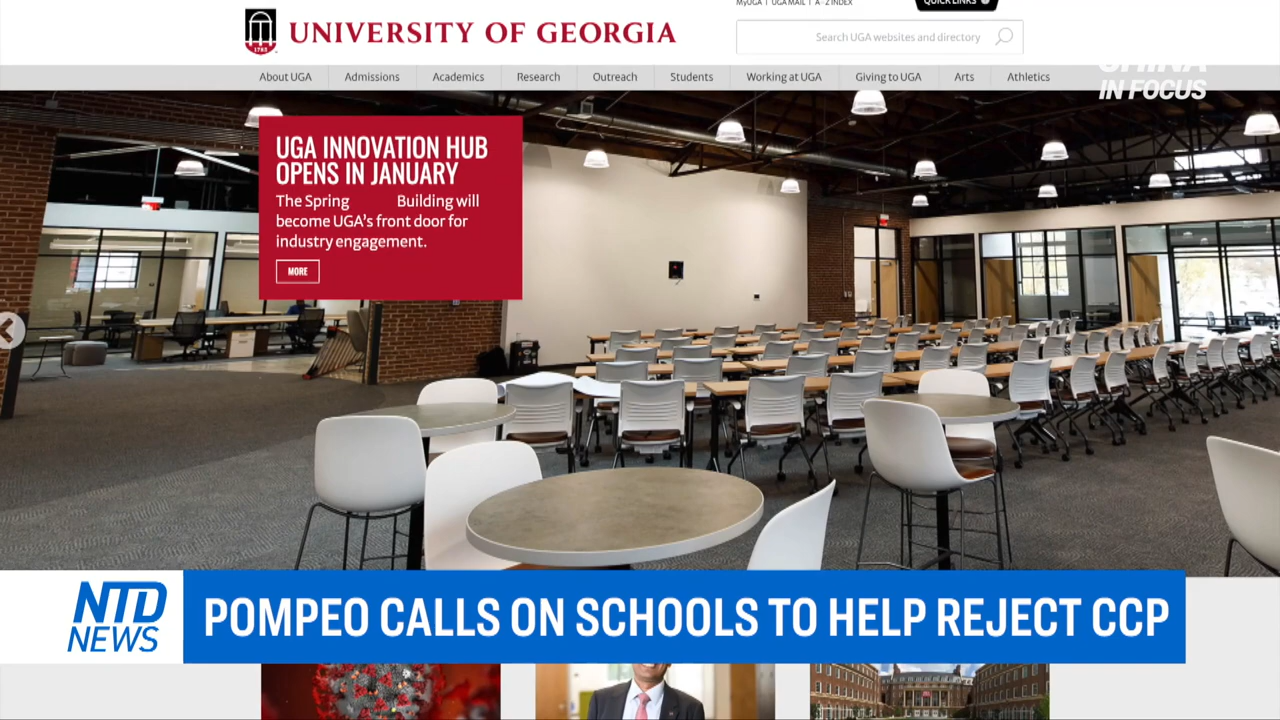 UNIVERSITY OF GEORGIA
1785
MyUGA | UGA MAIL | A - Z INDEX
QUICK LINKS
Search UGA websites and directory
About UGA
Admissions
Academics
Research
Outreach
Students
Working at UGA
Giving to UGA
Arts
Athletics
CHINA
IN FOCUS
UGA INNOVATION HUB
OPENS IN JANUARY
The Spring Building will
become UGA's front door for
industry engagement.
MORE
NTD
NEWS
POMPEO CALLS ON SCHOOLS TO HELP REJECT CCP